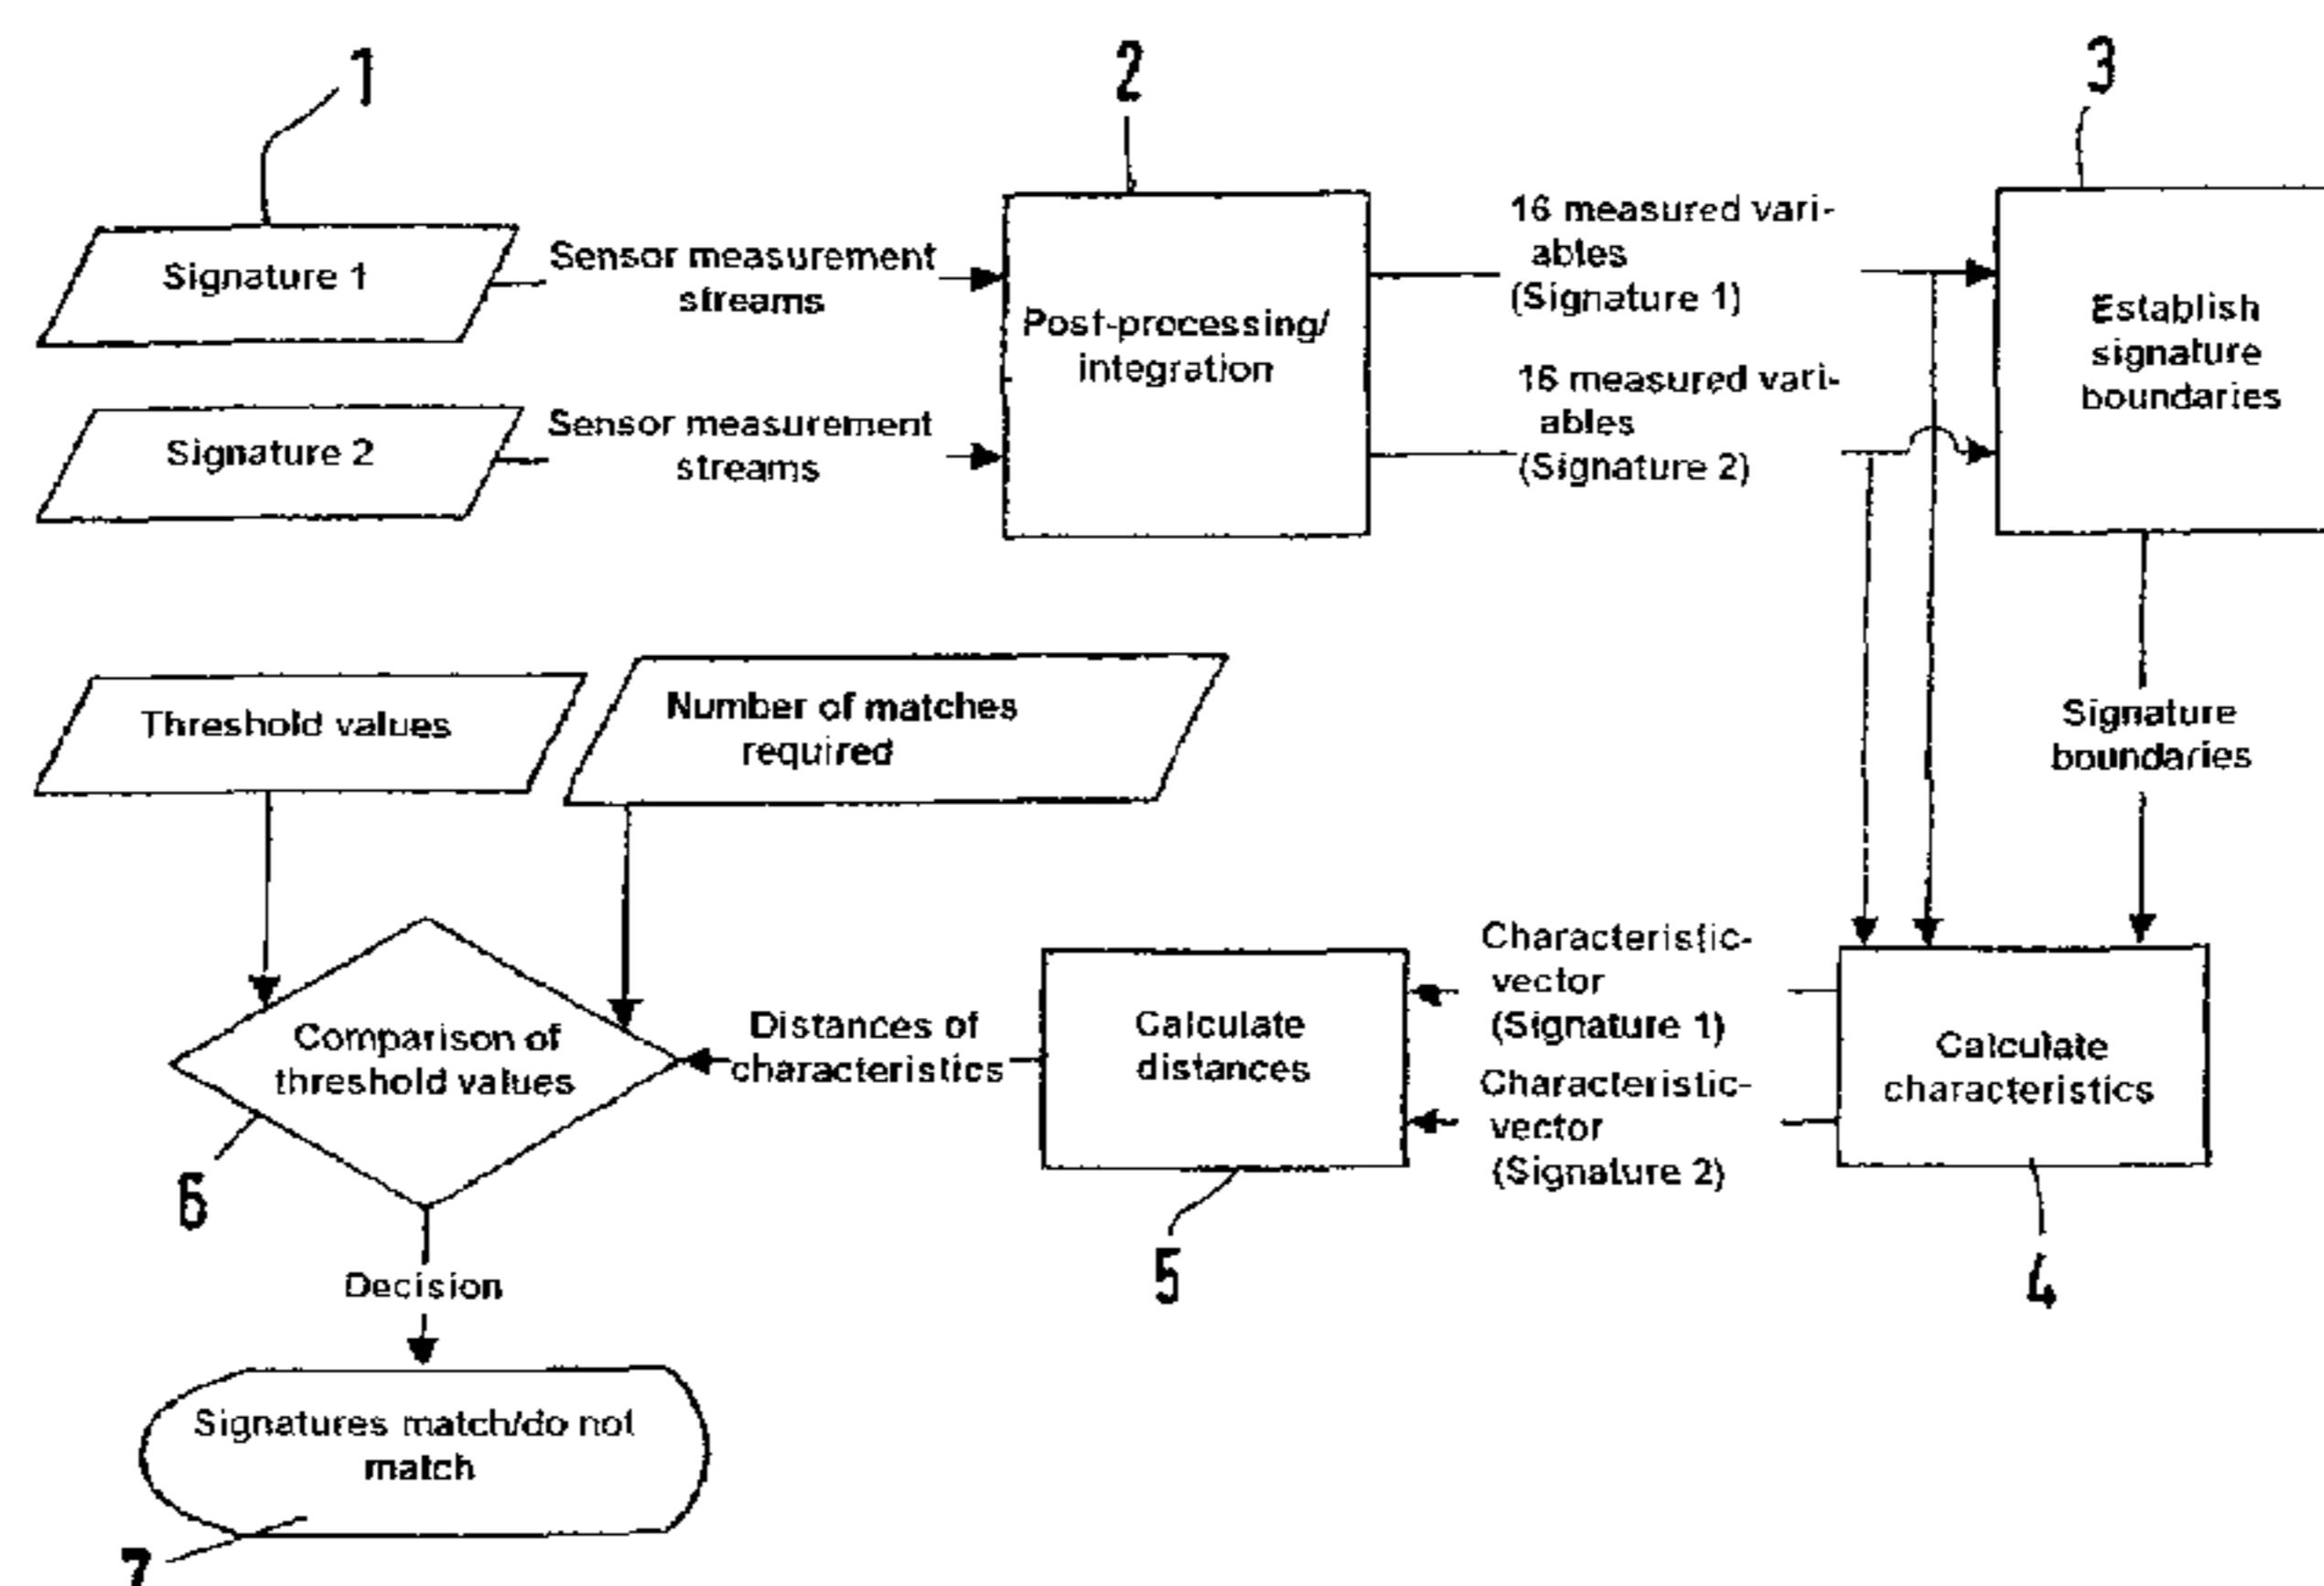 1
2
3
Signature 1
Sensor measurement
streams
Post-processing/
integration
16 measured vari-
ables
(Signature 1)
Establish
signature
boundaries
Signature 2
Sensor measurement
streams
16 measured vari-
ables
(Signature 2)
Threshold values
Number of matches
required
Signature
boundaries
Comparison of
threshold values
Distances of
characteristics
Calculate
distances
Characteristic-
vector
(Signature 1)
Characteristic-
vector
(Signature 2)
Calculate
characteristics
6
5
4
Decision
Signatures match/do not
match
7